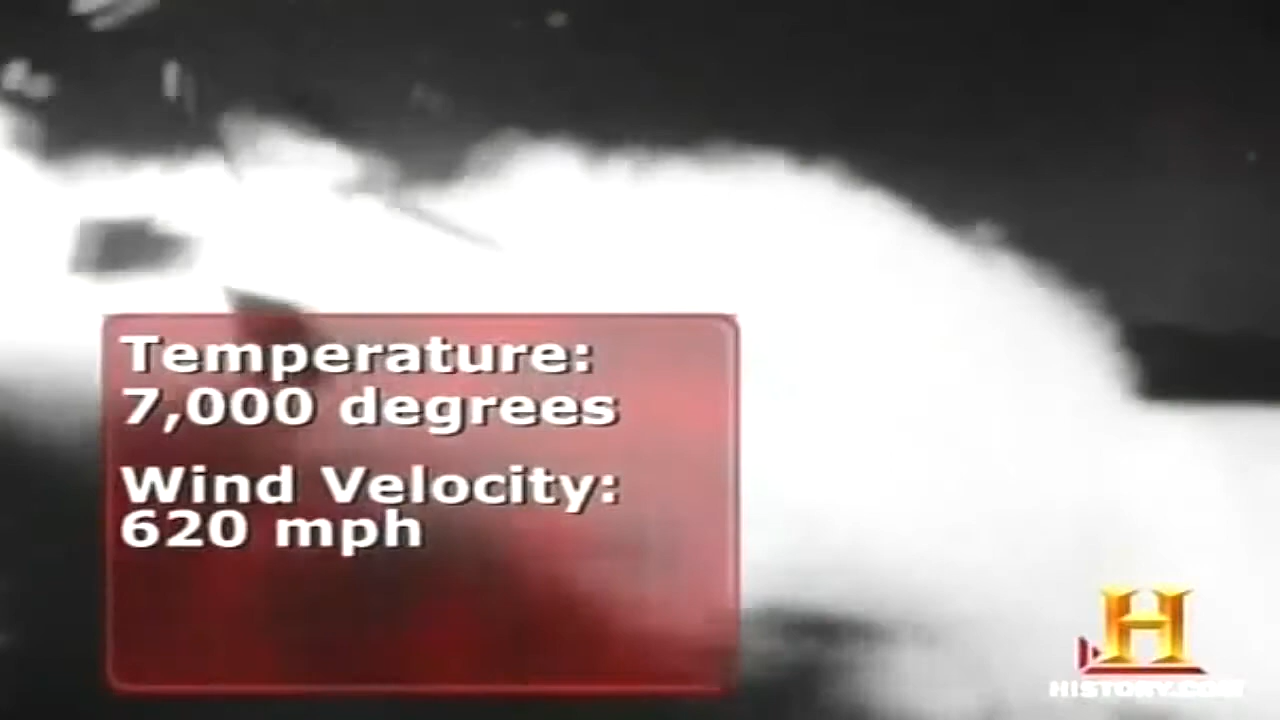 Temperature:
7,000 degrees
Wind Velocity:
620 mph
H
HISTORY.COM